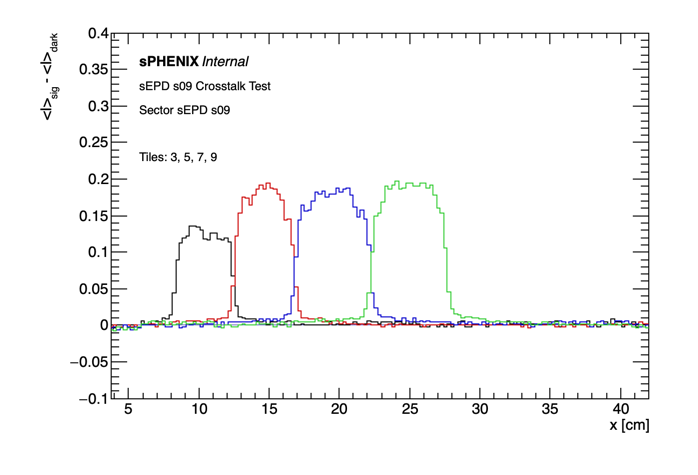 <I>sig - <I>dark
0.4
0.35
0.3
0.25
0.2
0.15
0.1
0.05
0
−0.05
−0.1
sPHENIX Internal
sEPD s09 Crosstalk Test
Sector sEPD s09
Tiles: 3, 5, 7, 9
5 10 15 20 25 30 35 40
x [cm]